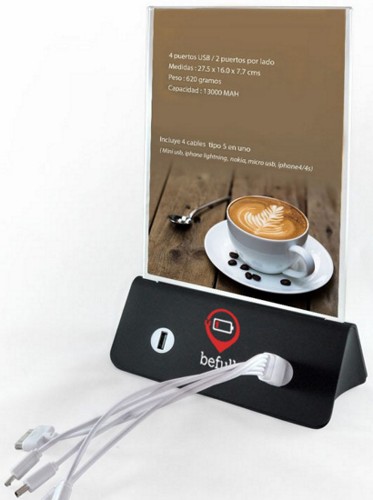 4 puertos USB / 2 puertos por lado
Medidas : 27.5 x 16.0 x 7.7 cms
Peso : 620 gramos
Capacidad : 13000 MAH
Incluye 4 cables tipo 5 en uno
( Mini usb, iphone lightning, nokia, micro usb, iphone4/4s)